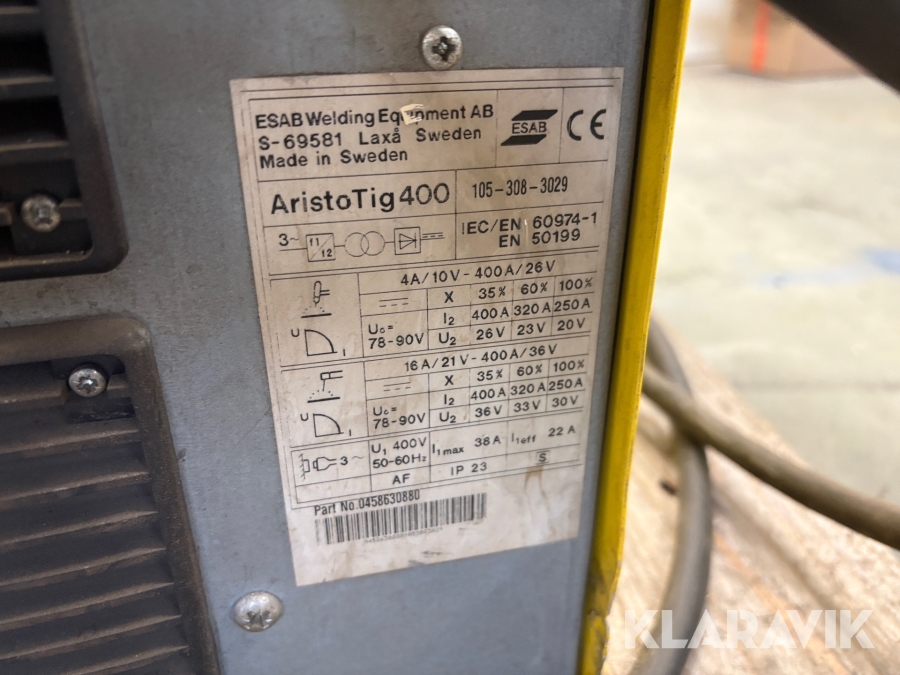 ESAB Welding Equipment AB
S-69581 Laxå Sweden
Made in Sweden
ESAB
CE
AristoTig 400
105-308-3029
3~
f1
f2
IEC/EN 60974-1
EN 50199
4A/10V - 400A/26V
X 35% 60% 100%
I2 400A 320A 250A
U0= 78-90V
U2 26V 23V 20V
U
I
16A/21V - 400A/36V
X 35% 60% 100%
I2 400A 320A 250A
U0= 78-90V
U2 36V 33V 30V
U
I
3~
U1 400V
50-60Hz
I1max 38A
I1eff 22A
AF
IP 23
S
Part No.0458630880
KLARAVIK